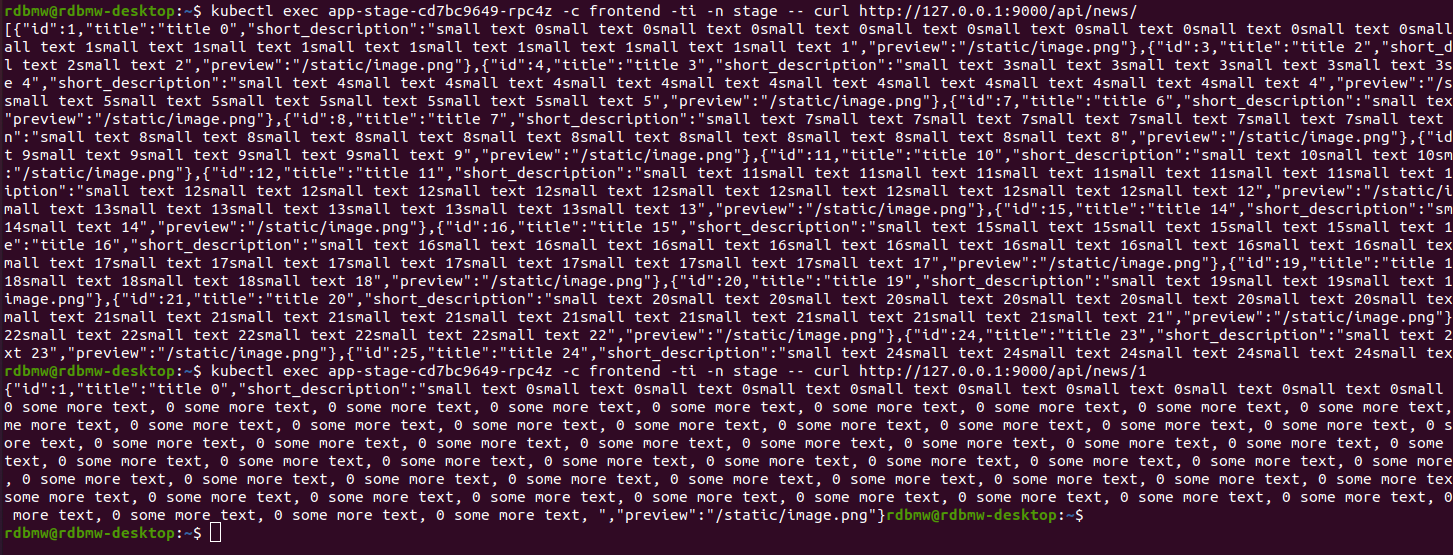 rdbmw@rdbmw-desktop:~$ kubectl exec app-stage-cd7bc9649-rpc4z -c frontend -ti -n stage -- curl http://127.0.0.1:9000/api/news/
[{"id":1,"title":"title 0","short_description":"small text 0small text 0small text 0small text 0small text 0small text 0small text 0small text 0small text 0small
all text 1small text 1small text 1small text 1small text 1small text 1small text 1small text 1","preview":"/static/image.png"},{"id":3,"title":"title 2","short_d
l text 2small text 2","preview":"/static/image.png"},{"id":4,"title":"title 3","short_description":"small text 3small text 3small text 3small text 3small text 3s
e 4","short_description":"small text 4small text 4small text 4small text 4small text 4small text 4small text 4small text 4small text 4small text 4","preview":"/s
small text 5small text 5small text 5small text 5small text 5small text 5","preview":"/static/image.png"},{"id":7,"title":"title 6","short_description":"small tex
"preview":"/static/image.png"},{"id":8,"title":"title 7","short_description":"small text 7small text 7small text 7small text 7small text 7small text 7small text
n":"small text 8small text 8small text 8small text 8small text 8small text 8small text 8small text 8small text 8small text 8","preview":"/static/image.png"},{"id
t 9small text 9small text 9small text 9small text 9","preview":"/static/image.png"},{"id":11,"title":"title 10","short_description":"small text 10small text 10sm
:"/static/image.png"},{"id":12,"title":"title 11","short_description":"small text 11small text 11small text 11small text 11small text 11small text 11small text 1
iption":"small text 12small text 12small text 12small text 12small text 12small text 12small text 12small text 12small text 12small text 12","preview":"/static/i
mall text 13small text 13small text 13small text 13small text 13small text 13","preview":"/static/image.png"},{"id":15,"title":"title 14","short_description":"sm
14small text 14","preview":"/static/image.png"},{"id":16,"title":"title 15","short_description":"small text 15small text 15small text 15small text 15small text 1
e":"title 16","short_description":"small text 16small text 16small text 16small text 16small text 16small text 16small text 16small text 16small text 16small tex
mall text 17small text 17small text 17small text 17small text 17small text 17small text 17small text 17","preview":"/static/image.png"},{"id":19,"title":"title 1
18small text 18small text 18small text 18","preview":"/static/image.png"},{"id":20,"title":"title 19","short_description":"small text 19small text 19small text 1
image.png"},{"id":21,"title":"title 20","short_description":"small text 20small text 20small text 20small text 20small text 20small text 20small text 20small tex
mall text 21small text 21small text 21small text 21small text 21small text 21small text 21small text 21small text 21small text 21","preview":"/static/image.png"}
22small text 22small text 22small text 22small text 22small text 22","preview":"/static/image.png"},{"id":24,"title":"title 23","short_description":"small text 2
xt 23","preview":"/static/image.png"},{"id":25,"title":"title 24","short_description":"small text 24small text 24small text 24small text 24small text 24small tex
rdbmw@rdbmw-desktop:~$ kubectl exec app-stage-cd7bc9649-rpc4z -c frontend -ti -n stage -- curl http://127.0.0.1:9000/api/news/1
{"id":1,"title":"title 0","short_description":"small text 0small text 0small text 0small text 0small text 0small text 0small text 0small text 0small text 0small
0 some more text, 0 some more text, 0 some more text, 0 some more text, 0 some more text, 0 some more text, 0 some more text, 0 some more text, 0 some more text,
me more text, 0 some more text, 0 some more text, 0 some more text, 0 some more text, 0 some more text, 0 some more text, 0 some more text, 0 some more text, 0 s
ore text, 0 some more text, 0 some more text, 0 some more text, 0 some more text, 0 some more text, 0 some more text, 0 some more text, 0 some more text, 0 some
text, 0 some more text, 0 some more text, 0 some more text, 0 some more text, 0 some more text, 0 some more text, 0 some more text, 0 some more text, 0 some more
, 0 some more text, 0 some more text, 0 some more text, 0 some more text, 0 some more text, 0 some more text, 0 some more text, 0 some more text, 0 some more tex
some more text, 0 some more text, 0 some more text, 0 some more text, 0 some more text, 0 some more text, 0 some more text, 0 some more text, 0 some more text, 0
more text, 0 some more text, 0 some more text, 0 some more text, ","preview":"/static/image.png"}rdbmw@rdbmw-desktop:~$
rdbmw@rdbmw-desktop:~$